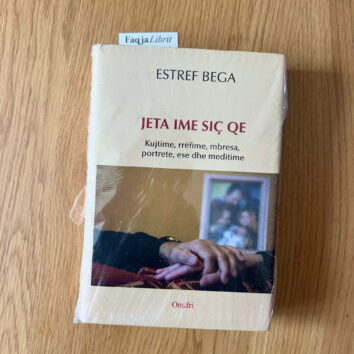 FaqjaLibrit
ESTREF BEGA
JETA IME SIÇ QE
Kujtime, rrëfime, mbresa,
portrete, ese dhe meditime
Onufri